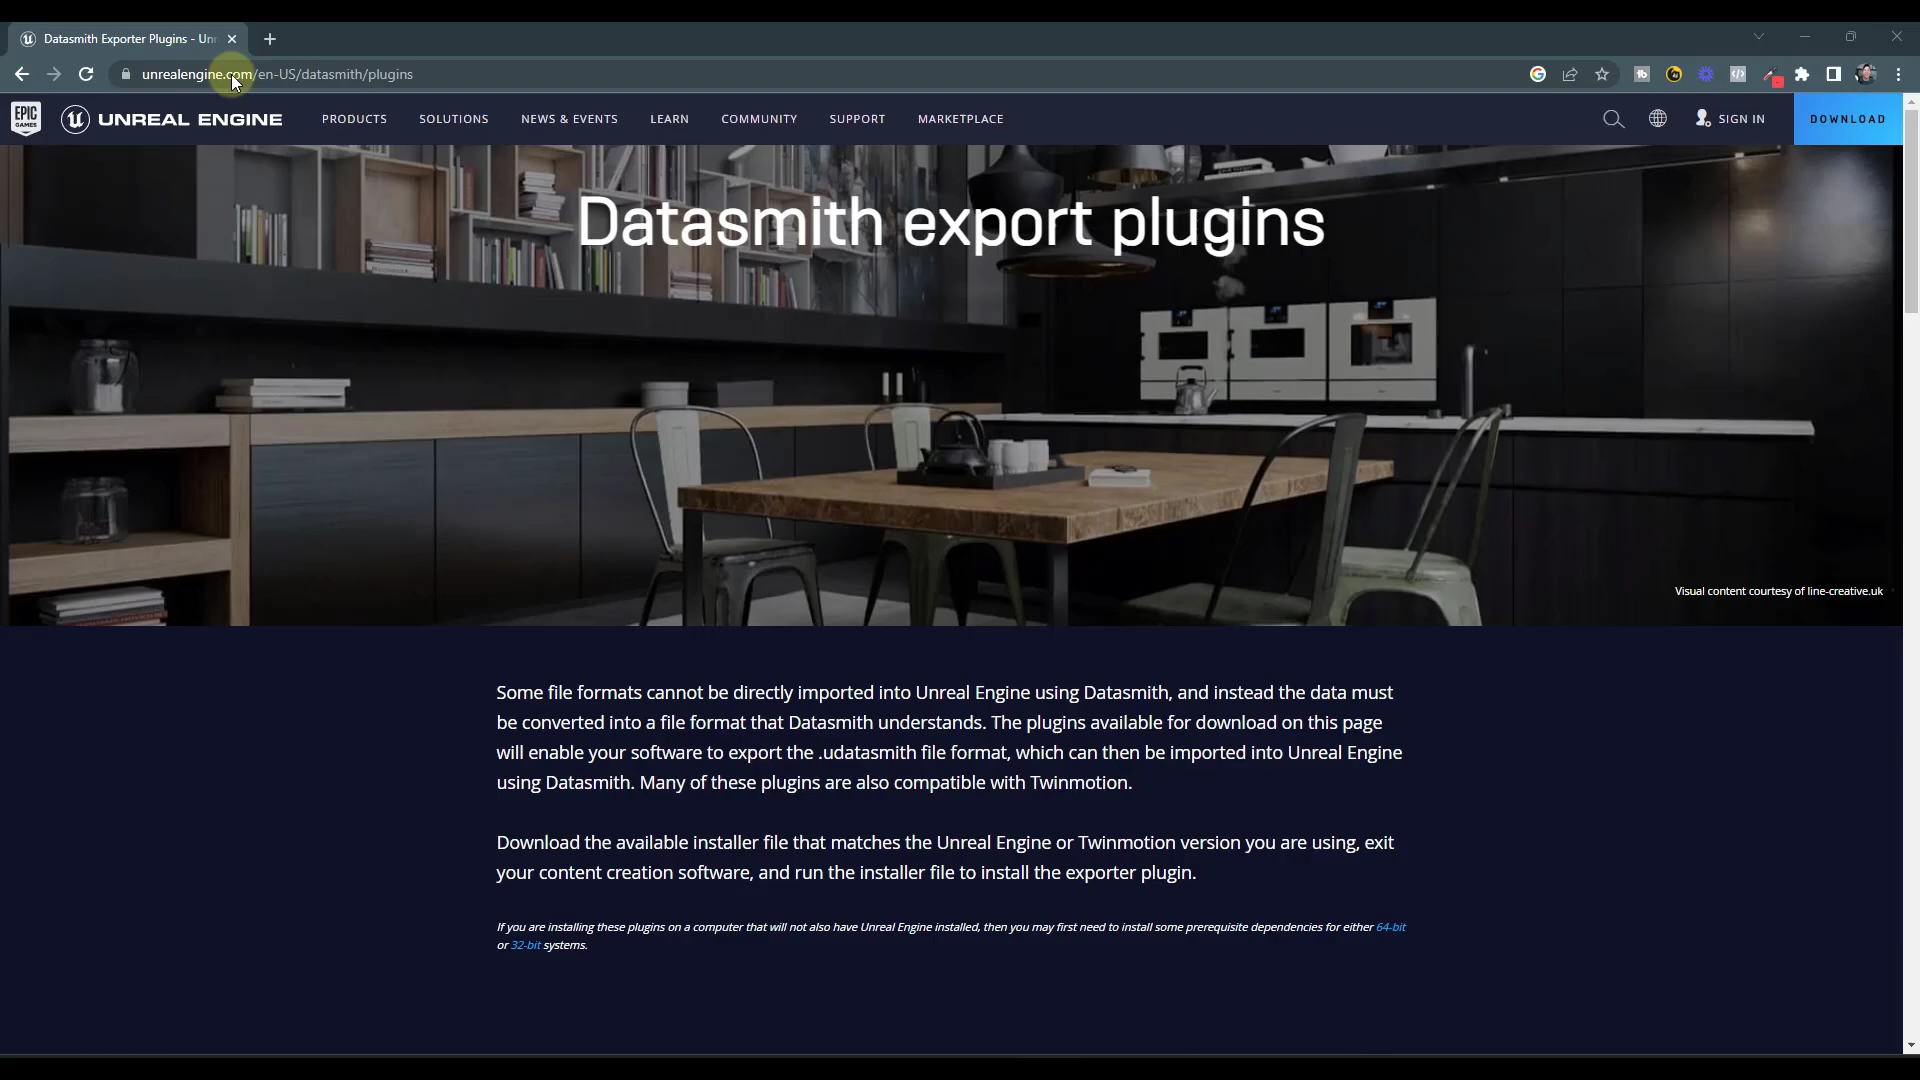 Datasmith Exporter Plugins - Un
unrealengine.com/en-US/datasmith/plugins
EPIC GAMES
UNREAL ENGINE
PRODUCTS SOLUTIONS NEWS & EVENTS LEARN COMMUNITY SUPPORT MARKETPLACE
SIGN IN
DOWNLOAD
Datasmith export plugins
Visual content courtesy of line-creative.uk
Some file formats cannot be directly imported into Unreal Engine using Datasmith, and instead the data must
be converted into a file format that Datasmith understands. The plugins available for download on this page
will enable your software to export the .udatasmith file format, which can then be imported into Unreal Engine
using Datasmith. Many of these plugins are also compatible with Twinmotion.
Download the available installer file that matches the Unreal Engine or Twinmotion version you are using, exit
your content creation software, and run the installer file to install the exporter plugin.
If you are installing these plugins on a computer that will not also have Unreal Engine installed, then you may first need to install some prerequisite dependencies for either 64-bit
or 32-bit systems.